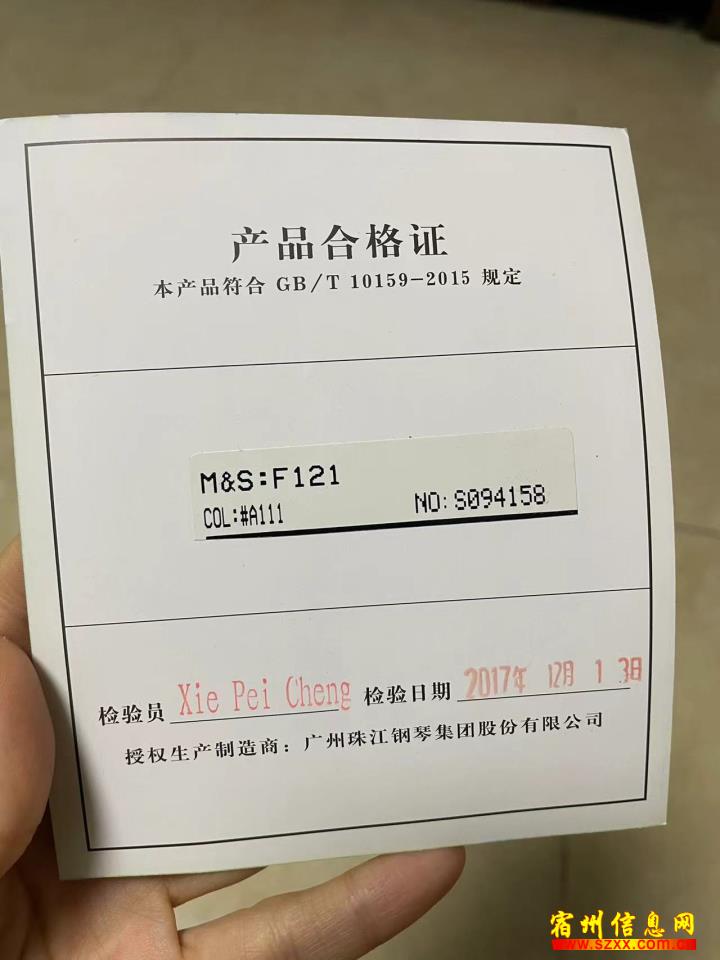 产品合格证
本产品符合 GB/T 10159-2015 规定
M&S:F121
COL:#A111 NO:S094158
检验员 Xie Pei Cheng 检验日期 2017年 12月 13日
授权生产制造商：广州珠江钢琴集团股份有限公司
宿州信息网
www.szxx.com.cn